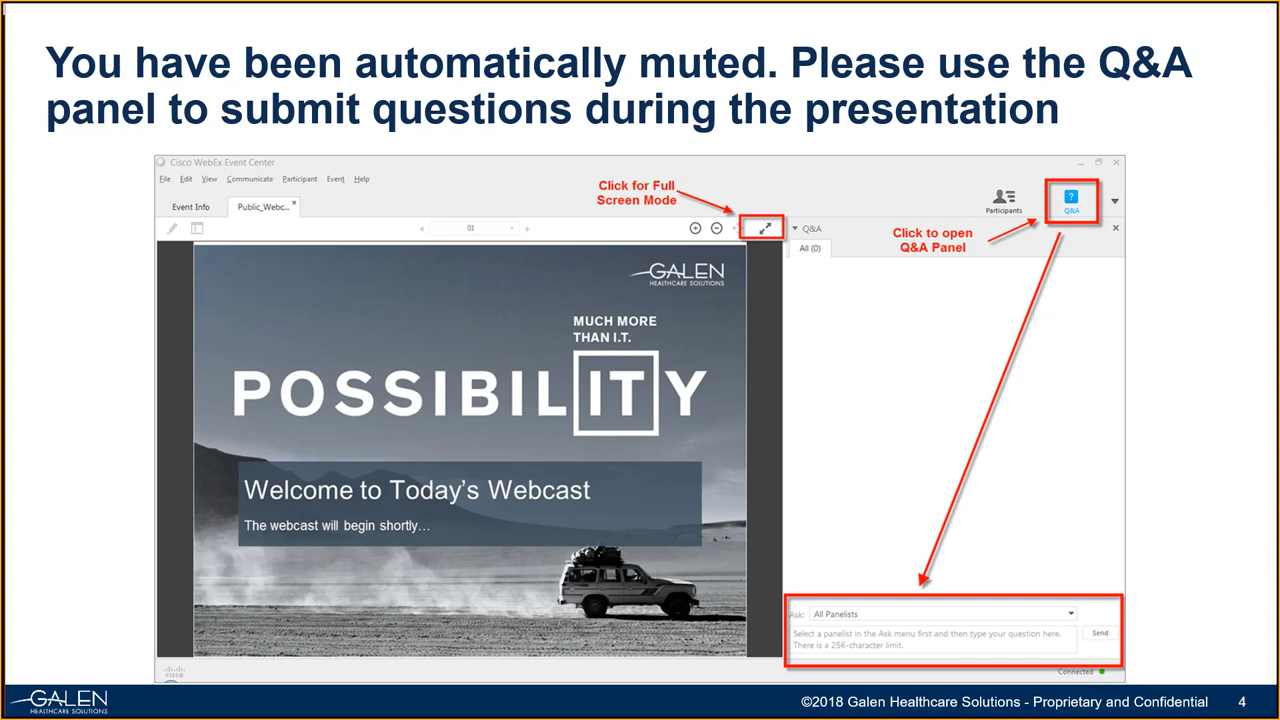 You have been automatically muted. Please use the Q&A
panel to submit questions during the presentation
Cisco WebEx Event Center
File Edit View Communicate Participant Event Help
Event Info
Public_Webc...
Click for Full
Screen Mode
Participants
Q&A
01
Q&A
Click to open
Q&A Panel
All (0)
GALEN
HEALTHCARE SOLUTIONS
MUCH MORE
THAN I.T.
POSSIBILITY
Welcome to Today's Webcast
The webcast will begin shortly…
Ask: All Panelists
Select a panelist in the Ask menu first and then type your question here.
There is a 256-character limit.
Send
cisco
Connected
GALEN
HEALTHCARE SOLUTIONS
©2018 Galen Healthcare Solutions - Proprietary and Confidential
4